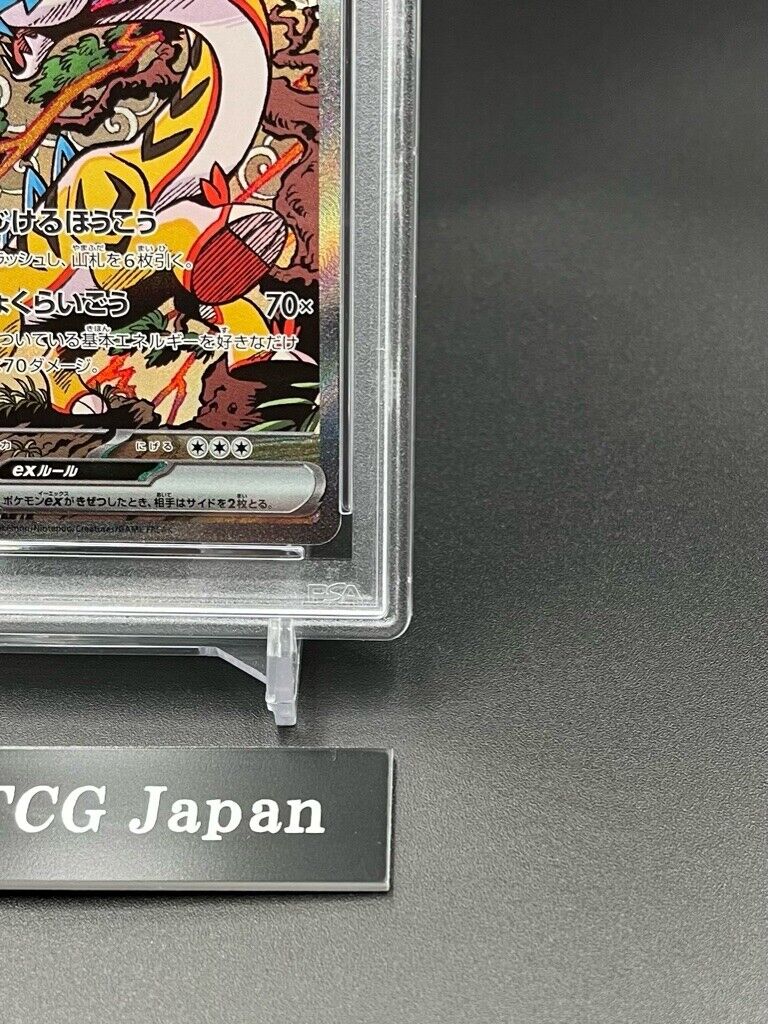 じけるほうこう
ラッシュし、山札を6枚引く。
ょくらいごう 70×
ついている基本エネルギーを好きなだけ
70ダメージ。
力 にげる
exルール
ポケモンexがきぜつしたとき、相手はサイドを2枚とる。
PSA
TCG Japan